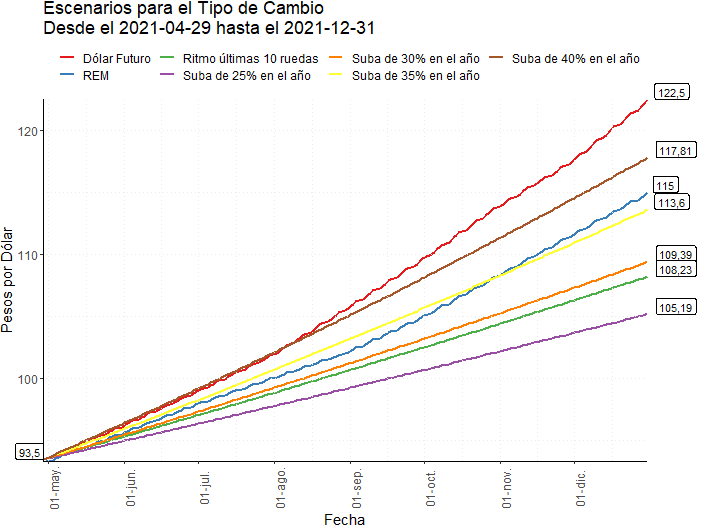 Escenarios para el Tipo de Cambio
Desde el 2021-04-29 hasta el 2021-12-31
Dólar Futuro
Ritmo últimas 10 ruedas
Suba de 30% en el año
Suba de 40% en el año
REM
Suba de 25% en el año
Suba de 35% en el año
122,5
120
117,81
115
113,6
Pesos por Dólar
110
109,39
108,23
105,19
100
93,5
01-may.
01-jun.
01-jul.
01-ago.
01-sep.
01-oct.
01-nov.
01-dic.
Fecha